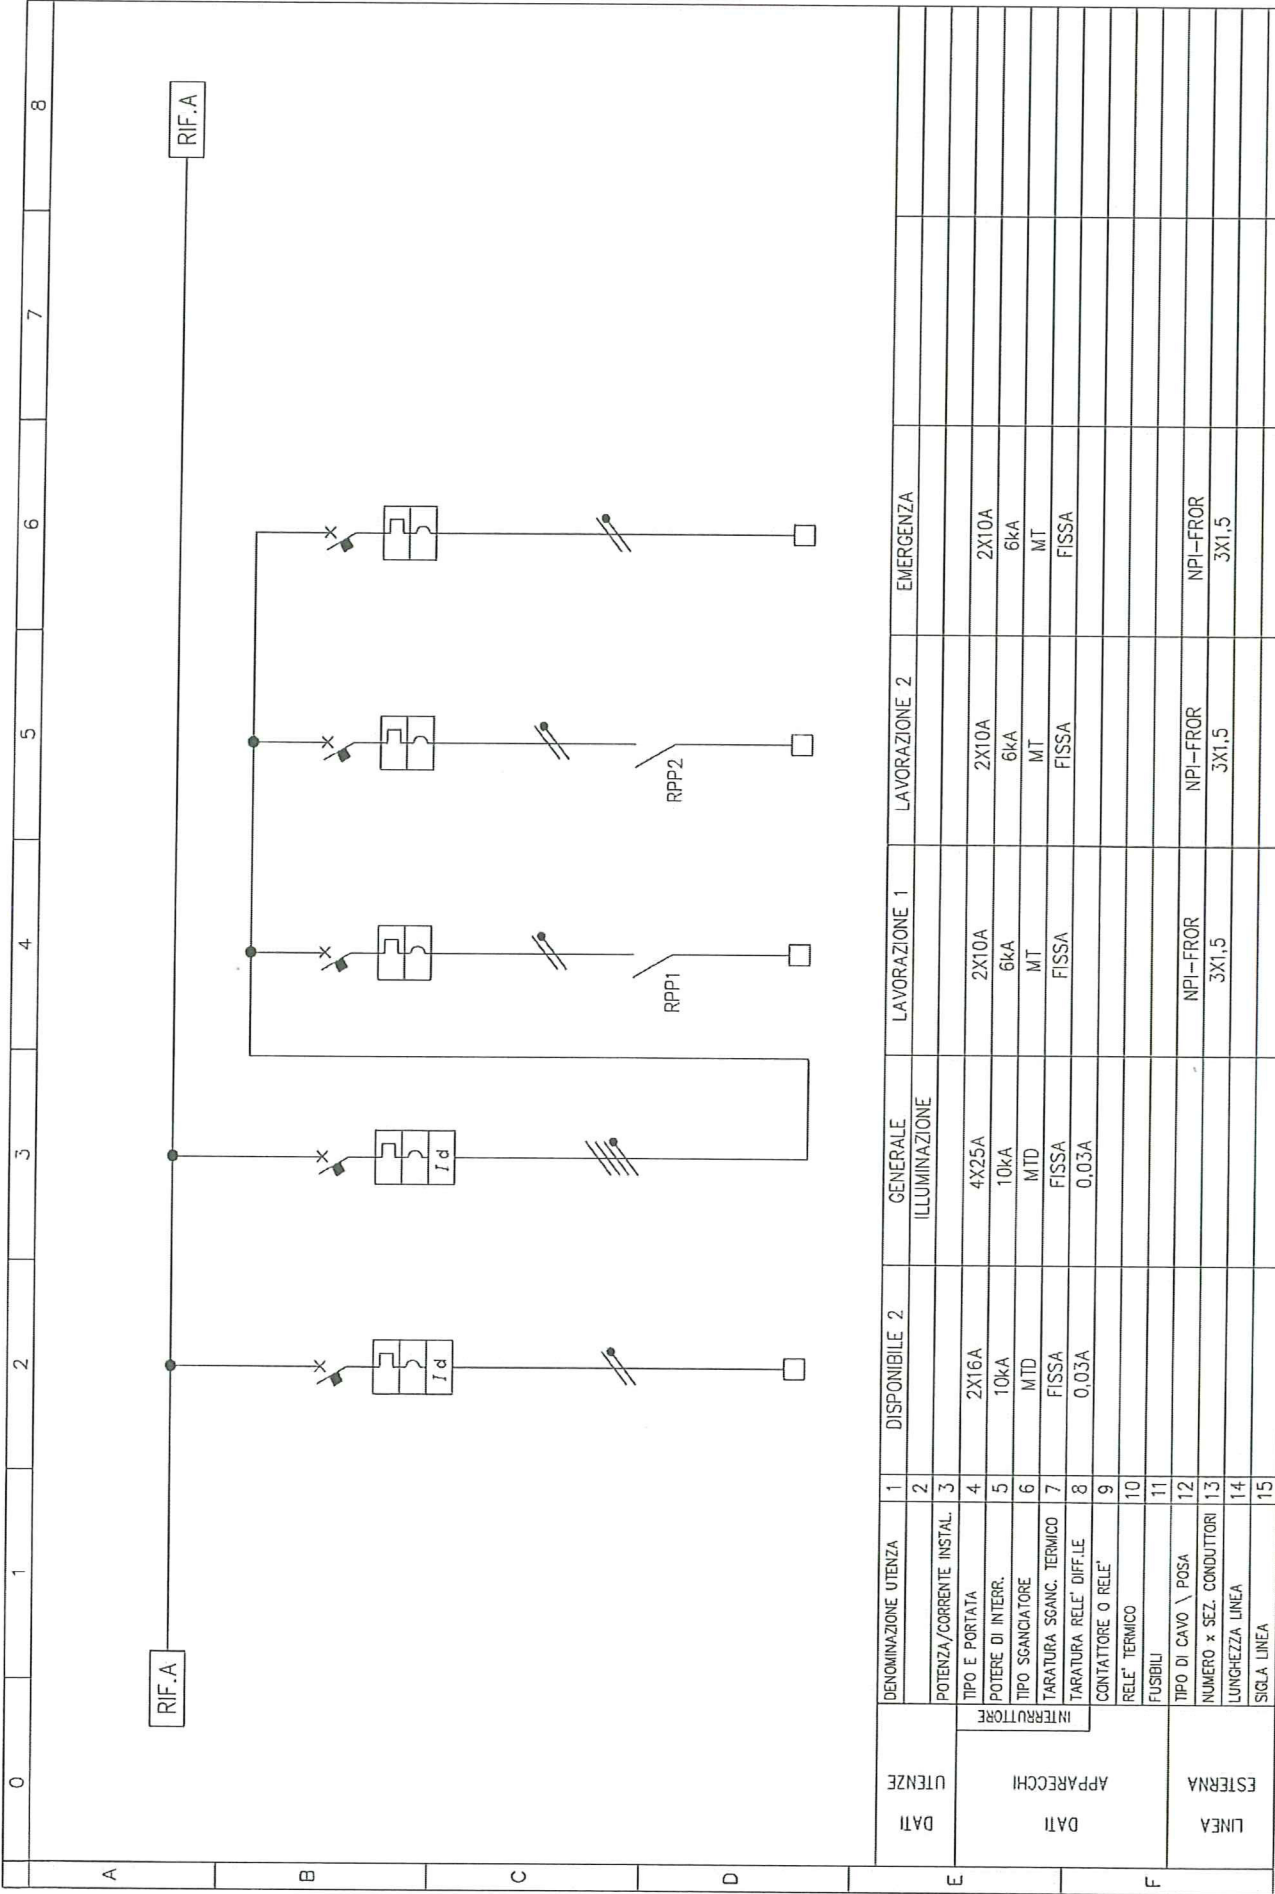 0 1 2 3 4 5 6 7 8
A
B
C
D
E
F
RIF.A RIF.A
Id Id
RPP1 RPP2
DATI UTENZE
DENOMINAZIONE UTENZA 1 DISPONIBILE 2 GENERALE LAVORAZIONE 1 LAVORAZIONE 2 EMERGENZA
2 ILLUMINAZIONE
POTENZA/CORRENTE INSTAL. 3
DATI APPARECCHI
INTERRUTTORE
TIPO E PORTATA 4 2X16A 4X25A 2X10A 2X10A 2X10A
POTERE DI INTERR. 5 10kA 10kA 6kA 6kA 6kA
TIPO SGANCIATORE 6 MTD MTD MT MT MT
TARATURA SGANC. TERMICO 7 FISSA FISSA FISSA FISSA FISSA
TARATURA RELE' DIFF.LE 8 0,03A 0,03A
CONTATTORE O RELE' 9
RELE' TERMICO 10
FUSIBILI 11
LINEA ESTERNA
TIPO DI CAVO \ POSA 12 NPI-FROR NPI-FROR NPI-FROR
NUMERO x SEZ. CONDUTTORI 13 3X1,5 3X1,5 3X1,5
LUNGHEZZA LINEA 14
SIGLA LINEA 15